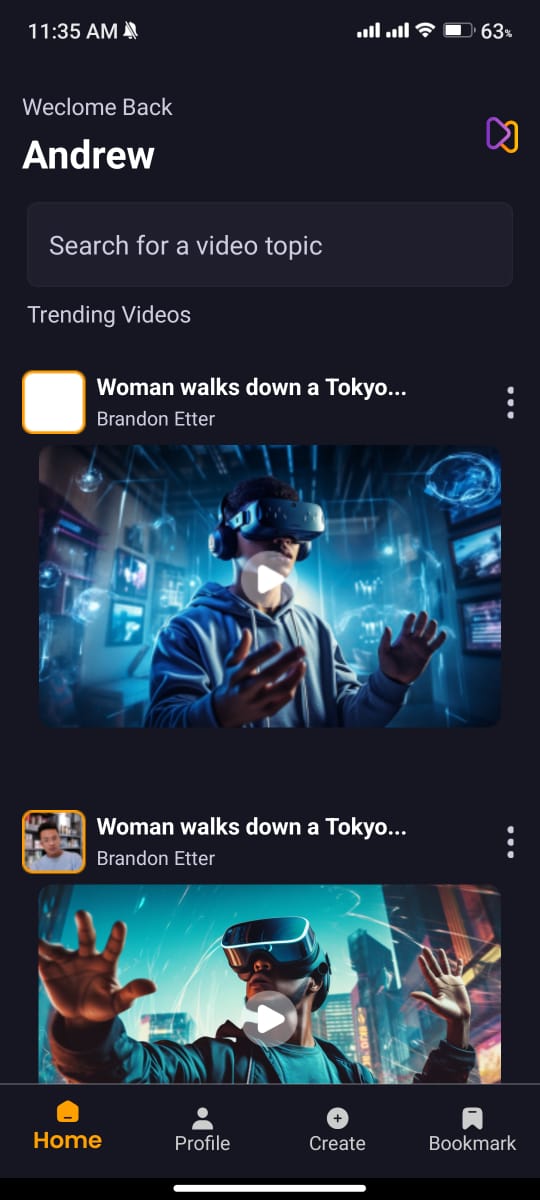 11:35 AM
63%
Weclome Back
Andrew
Search for a video topic
Trending Videos
Woman walks down a Tokyo...
Brandon Etter
Woman walks down a Tokyo...
Brandon Etter
Home
Profile
Create
Bookmark